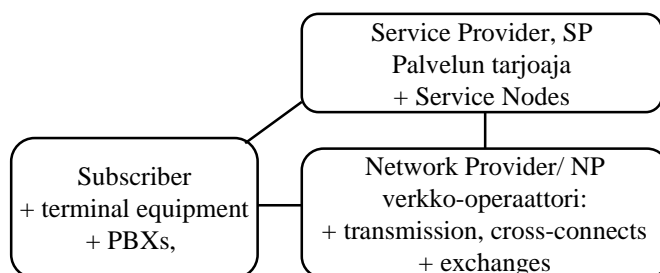 Service Provider, SP
Palvelun tarjoaja
+ Service Nodes
Subscriber
+ terminal equipment
+ PBXs,
Network Provider/ NP
verkko-operaattori:
+ transmission, cross-connects
+ exchanges